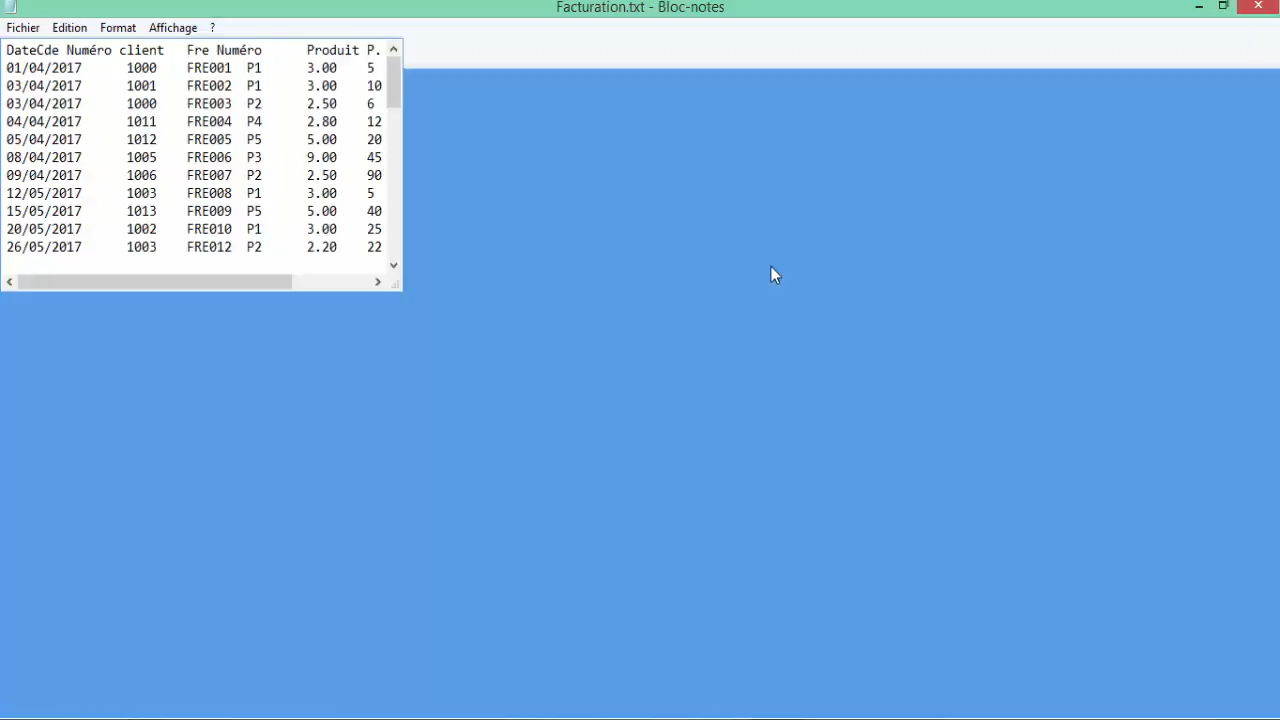 Facturation.txt - Bloc-notes
Fichier Edition Format Affichage ?
DateCde Numéro client Fre Numéro Produit P.
01/04/2017 1000 FRE001 P1 3.00 5
03/04/2017 1001 FRE002 P1 3.00 10
03/04/2017 1000 FRE003 P2 2.50 6
04/04/2017 1011 FRE004 P4 2.80 12
05/04/2017 1012 FRE005 P5 5.00 20
08/04/2017 1005 FRE006 P3 9.00 45
09/04/2017 1006 FRE007 P2 2.50 90
12/05/2017 1003 FRE008 P1 3.00 5
15/05/2017 1013 FRE009 P5 5.00 40
20/05/2017 1002 FRE010 P1 3.00 25
26/05/2017 1003 FRE012 P2 2.20 22